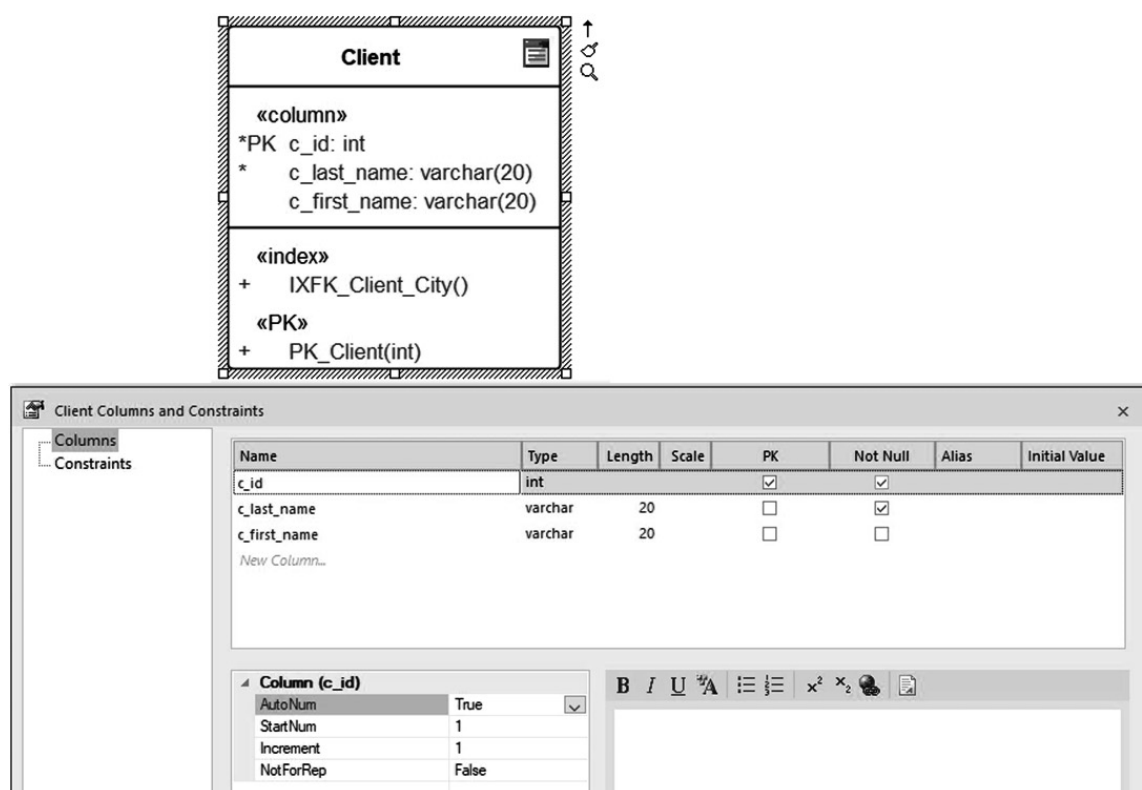 Client
«column»
*PK c_id: int
* c_last_name: varchar(20)
c_first_name: varchar(20)
«index»
+ IXFK_Client_City()
«PK»
+ PK_Client(int)
Client Columns and Constraints
Columns
Constraints
Name Type Length Scale PK Not Null Alias Initial Value
c_id int
c_last_name varchar 20
c_first_name varchar 20
New Column...
Column (c_id)
AutoNum True
StartNum 1
Increment 1
NotForRep False
B I U A x² x₂